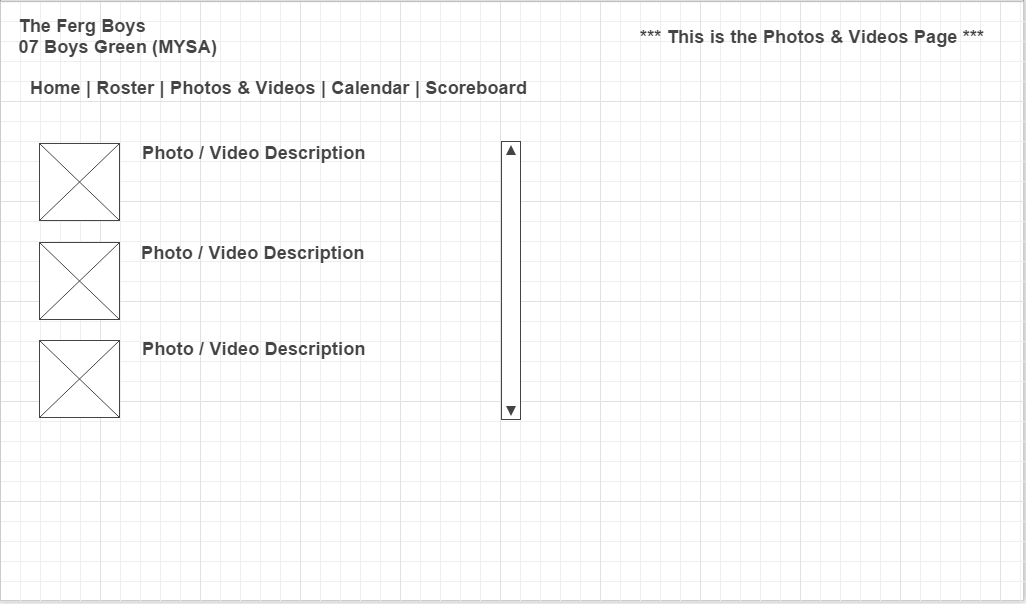 The Ferg Boys
07 Boys Green (MYSA)
*** This is the Photos & Videos Page ***
Home | Roster | Photos & Videos | Calendar | Scoreboard
Photo / Video Description
Photo / Video Description
Photo / Video Description